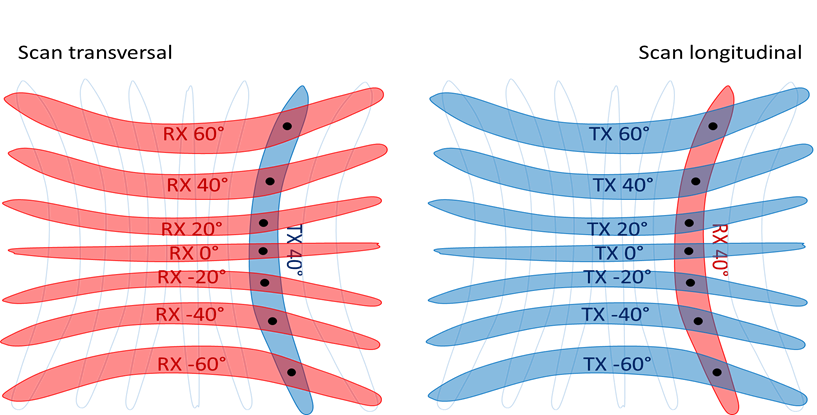 Scan transversal
RX 60°
RX 40°
RX 20°
RX 0°
RX -20°
RX -40°
RX -60°
TX 40°
Scan longitudinal
TX 60°
TX 40°
TX 20°
TX 0°
TX -20°
TX -40°
TX -60°
RX 40°